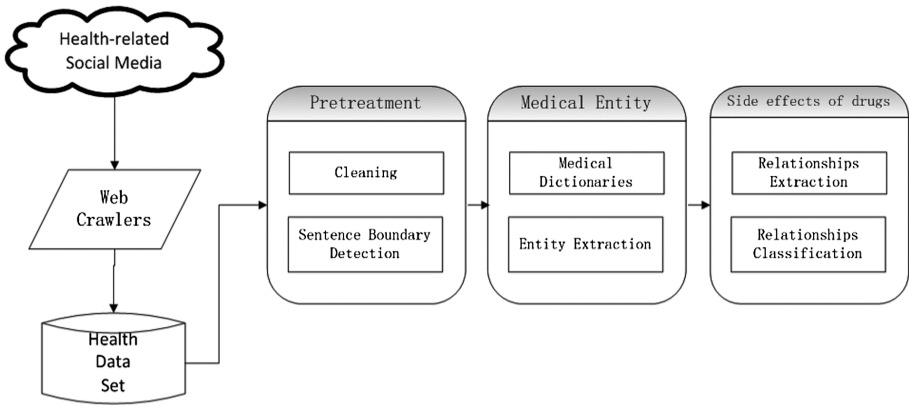 Health-related
Social Media
Web
Crawlers
Health
Data
Set
Pretreatment
Cleaning
Sentence Boundary
Detection
Medical Entity
Medical
Dictionaries
Entity Extraction
Side effects of drugs
Relationships
Extraction
Relationships
Classification